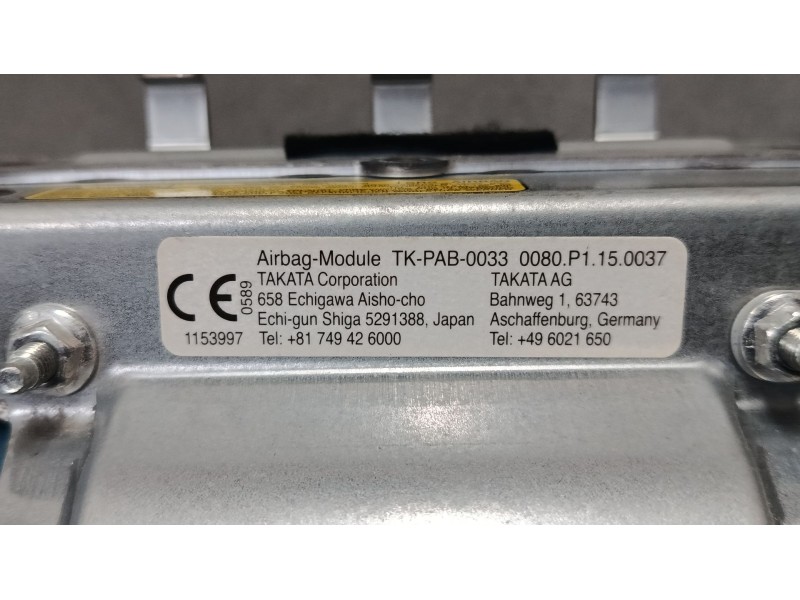 Airbag-Module TK-PAB-0033 0080.P1.15.0037
CE 0589
1153997
TAKATA Corporation
658 Echigawa Aisho-cho
Echi-gun Shiga 5291388, Japan
Tel: +81 749 42 6000
TAKATA AG
Bahnweg 1, 63743
Aschaffenburg, Germany
Tel: +49 6021 650